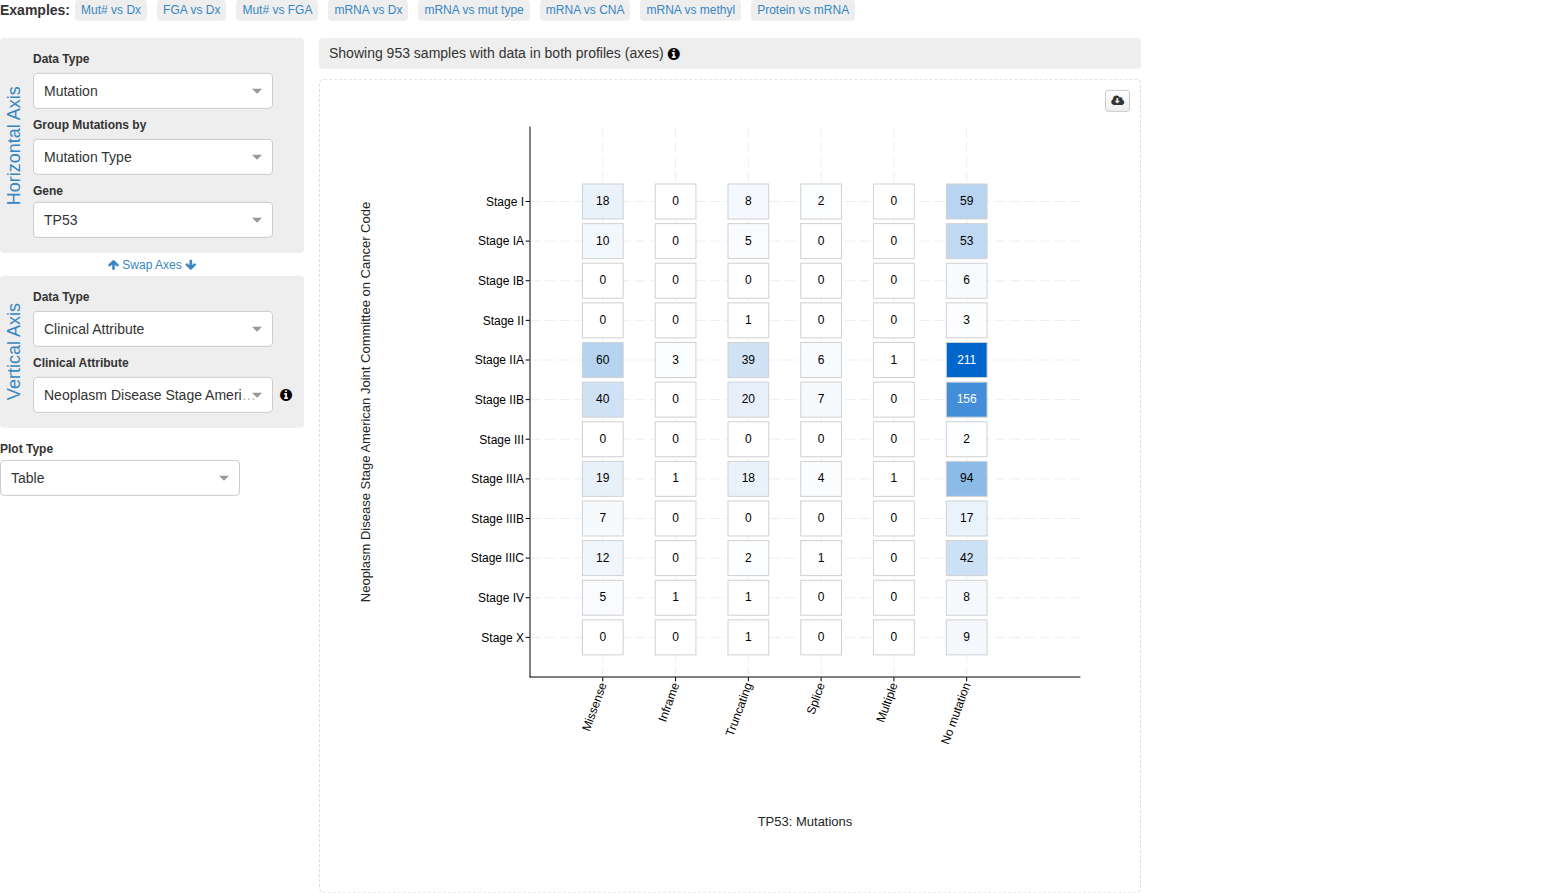 Examples: Mut# vs Dx FGA vs Dx Mut# vs FGA mRNA vs Dx mRNA vs mut type mRNA vs CNA mRNA vs methyl Protein vs mRNA
Horizontal Axis
Data Type
Mutation
Group Mutations by
Mutation Type
Gene
TP53
Swap Axes
Vertical Axis
Data Type
Clinical Attribute
Clinical Attribute
Neoplasm Disease Stage Ameri...
Plot Type
Table
Showing 953 samples with data in both profiles (axes)
Neoplasm Disease Stage American Joint Committee on Cancer Code
Stage I 18 0 8 2 0 59
Stage IA 10 0 5 0 0 53
Stage IB 0 0 0 0 0 6
Stage II 0 0 1 0 0 3
Stage IIA 60 3 39 6 1 211
Stage IIB 40 0 20 7 0 156
Stage III 0 0 0 0 0 2
Stage IIIA 19 1 18 4 1 94
Stage IIIB 7 0 0 0 0 17
Stage IIIC 12 0 2 1 0 42
Stage IV 5 1 1 0 0 8
Stage X 0 0 1 0 0 9
Missense Inframe Truncating Splice Multiple No mutation
TP53: Mutations